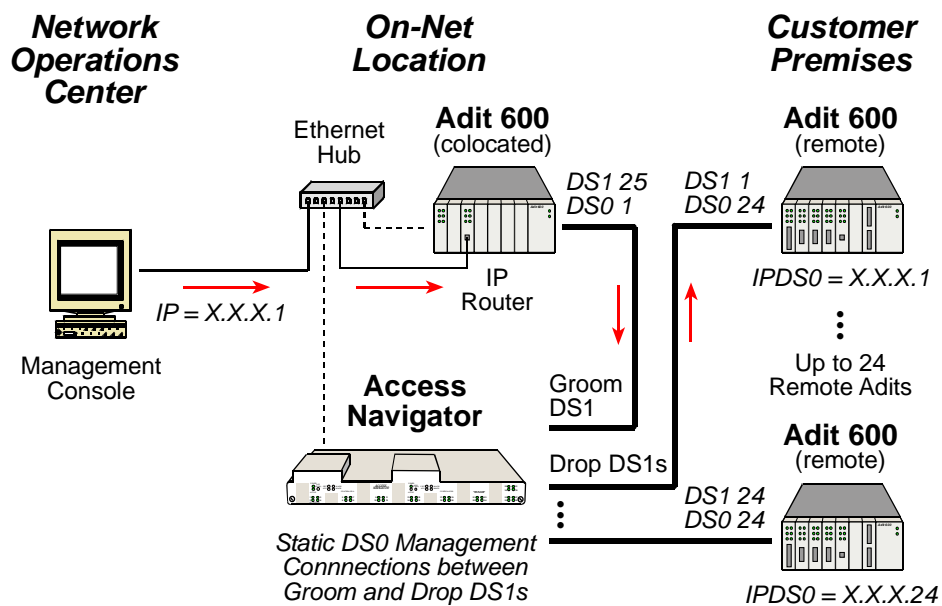 Network
Operations
Center
On-Net
Location
Customer
Premises
Ethernet
Hub
Adit 600
(colocated)
Adit 600
(remote)
DS1 25
DS0 1
DS1 1
DS0 24
IP = X.X.X.1
IP
Router
IPDS0 = X.X.X.1
Management
Console
Up to 24
Remote Adits
Access
Navigator
Groom
DS1
Drop DS1s
Adit 600
(remote)
DS1 24
DS0 24
Static DS0 Management
Connnections between
Groom and Drop DS1s
IPDS0 = X.X.X.24